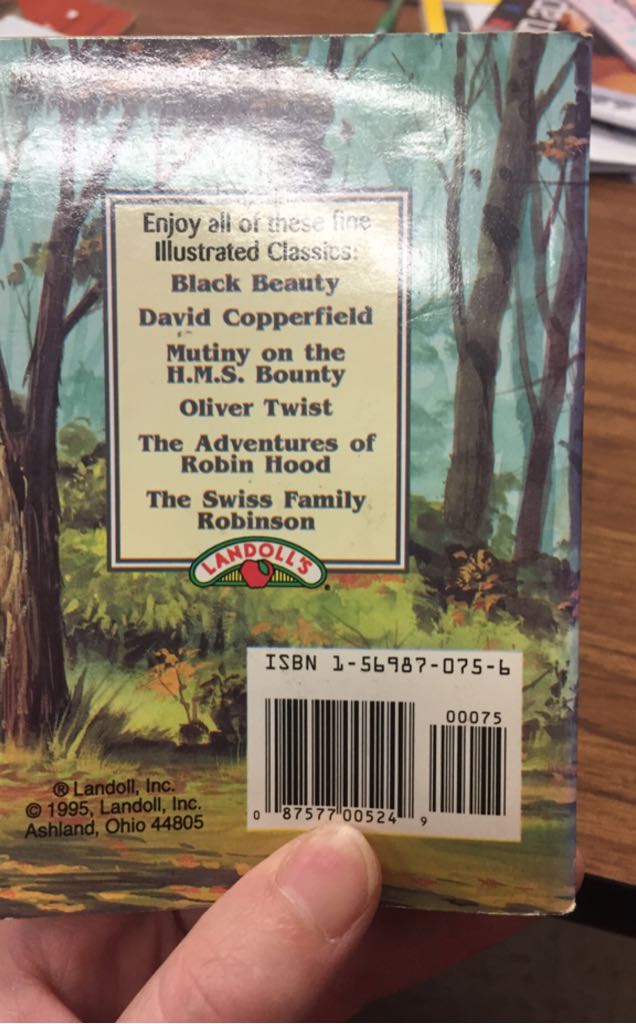 Enjoy all of these fine
Illustrated Classics:
Black Beauty
David Copperfield
Mutiny on the
H.M.S. Bounty
Oliver Twist
The Adventures of
Robin Hood
The Swiss Family
Robinson
LANDOLL'S
ISBN 1-56987-075-6
00075
0 87577 00524 9
® Landoll, Inc.
© 1995, Landoll, Inc.
Ashland, Ohio 44805